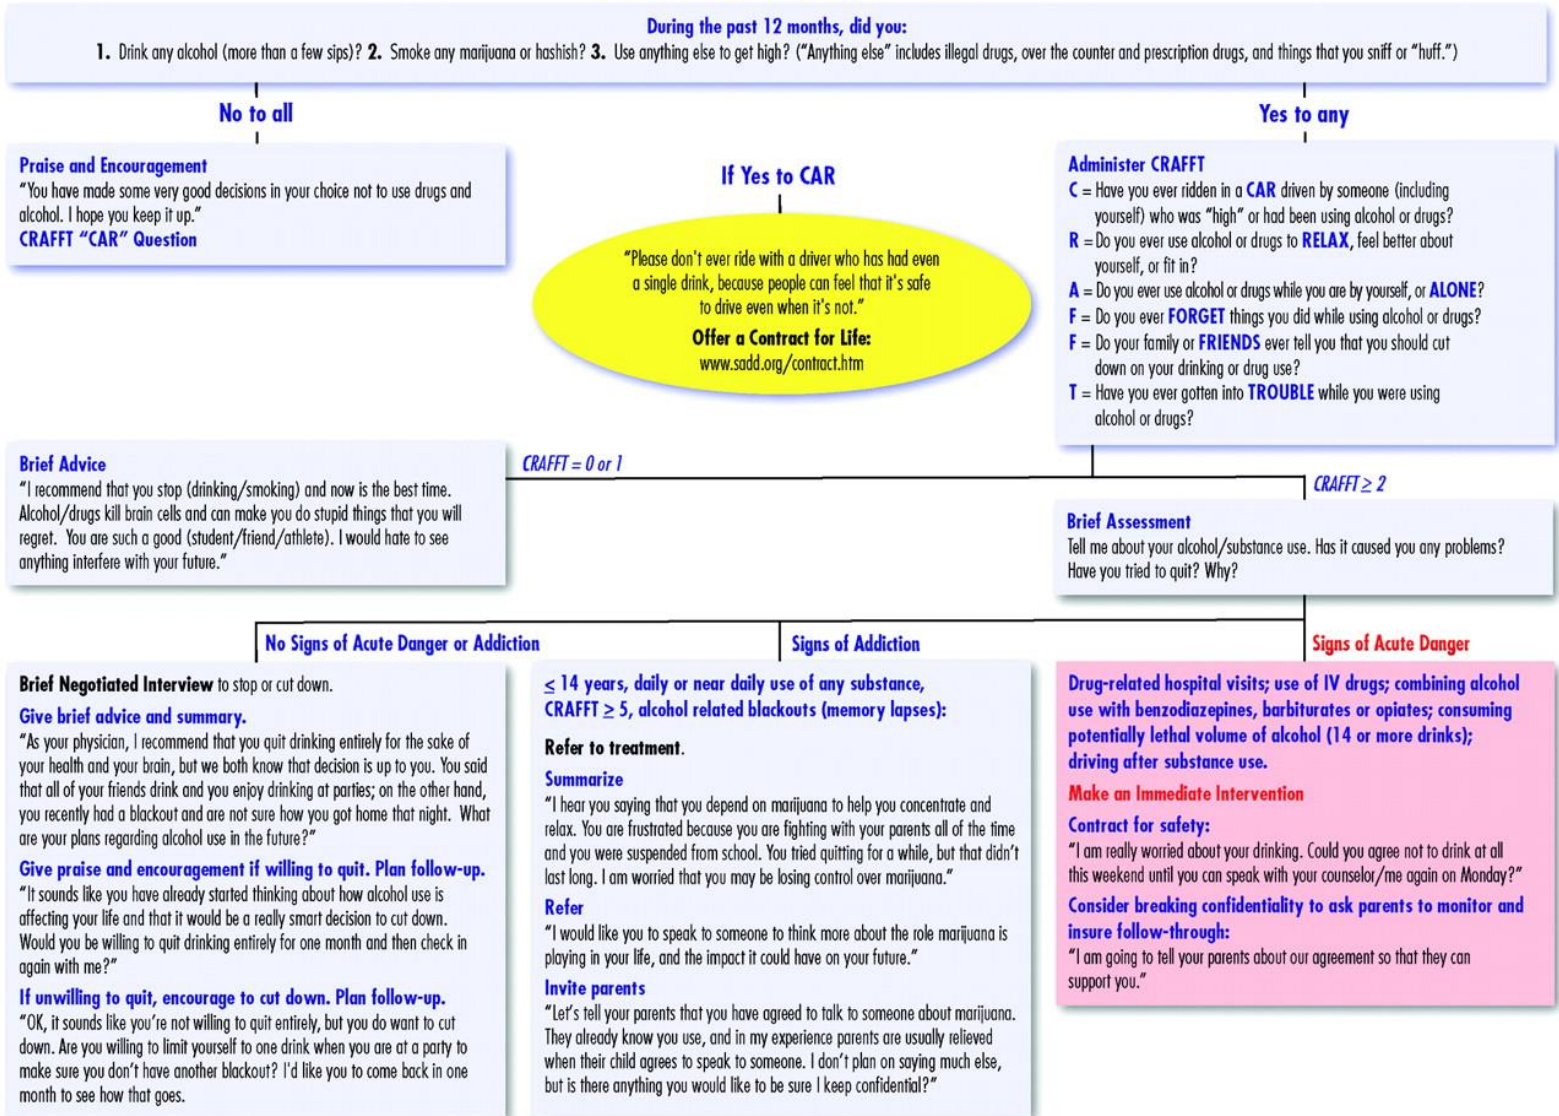 During the past 12 months, did you:
1. Drink any alcohol (more than a few sips)? 2. Smoke any marijuana or hashish? 3. Use anything else to get high? ("Anything else" includes illegal drugs, over the counter and prescription drugs, and things that you sniff or "huff.")
No to all
Yes to any
Praise and Encouragement
"You have made some very good decisions in your choice not to use drugs and
alcohol. I hope you keep it up."
CRAFFT "CAR" Question
If Yes to CAR
"Please don't ever ride with a driver who has had even
a single drink, because people can feel that it's safe
to drive even when it's not."
Offer a Contract for Life:
www.sadd.org/contract.htm
Administer CRAFFT
C = Have you ever ridden in a CAR driven by someone (including
yourself) who was "high" or had been using alcohol or drugs?
R = Do you ever use alcohol or drugs to RELAX, feel better about
yourself, or fit in?
A = Do you ever use alcohol or drugs while you are by yourself, or ALONE?
F = Do you ever FORGET things you did while using alcohol or drugs?
F = Do your family or FRIENDS ever tell you that you should cut
down on your drinking or drug use?
T = Have you ever gotten into TROUBLE while you were using
alcohol or drugs?
CRAFFT = 0 or 1
CRAFFT ≥ 2
Brief Advice
"I recommend that you stop (drinking/smoking) and now is the best time.
Alcohol/drugs kill brain cells and can make you do stupid things that you will
regret. You are such a good (student/friend/athlete). I would hate to see
anything interfere with your future."
Brief Assessment
Tell me about your alcohol/substance use. Has it caused you any problems?
Have you tried to quit? Why?
No Signs of Acute Danger or Addiction
Brief Negotiated Interview to stop or cut down.
Give brief advice and summary.
"As your physician, I recommend that you quit drinking entirely for the sake of
your health and your brain, but we both know that decision is up to you. You said
that all of your friends drink and you enjoy drinking at parties; on the other hand,
you recently had a blackout and are not sure how you got home that night. What
are your plans regarding alcohol use in the future?"
Give praise and encouragement if willing to quit. Plan follow-up.
"It sounds like you have already started thinking about how alcohol use is
affecting your life and that it would be a really smart decision to cut down.
Would you be willing to quit drinking entirely for one month and then check in
again with me?"
If unwilling to quit, encourage to cut down. Plan follow-up.
"OK, it sounds like you're not willing to quit entirely, but you do want to cut
down. Are you willing to limit yourself to one drink when you are at a party to
make sure you don't have another blackout? I'd like you to come back in one
month to see how that goes.
Signs of Addiction
≤ 14 years, daily or near daily use of any substance,
CRAFFT ≥ 5, alcohol related blackouts (memory lapses):
Refer to treatment.
Summarize
"I hear you saying that you depend on marijuana to help you concentrate and
relax. You are frustrated because you are fighting with your parents all of the time
and you were suspended from school. You tried quitting for a while, but that didn't
last long. I am worried that you may be losing control over marijuana."
Refer
"I would like you to speak to someone to think more about the role marijuana is
playing in your life, and the impact it could have on your future."
Invite parents
"Let's tell your parents that you have agreed to talk to someone about marijuana.
They already know you use, and in my experience parents are usually relieved
when their child agrees to speak to someone. I don't plan on saying much else,
but is there anything you would like to be sure I keep confidential?"
Signs of Acute Danger
Drug-related hospital visits; use of IV drugs; combining alcohol
use with benzodiazepines, barbiturates or opiates; consuming
potentially lethal volume of alcohol (14 or more drinks);
driving after substance use.
Make an Immediate Intervention
Contract for safety:
"I am really worried about your drinking. Could you agree not to drink at all
this weekend until you can speak with your counselor/me again on Monday?"
Consider breaking confidentiality to ask parents to monitor and
insure follow-through:
"I am going to tell your parents about our agreement so that they can
support you."